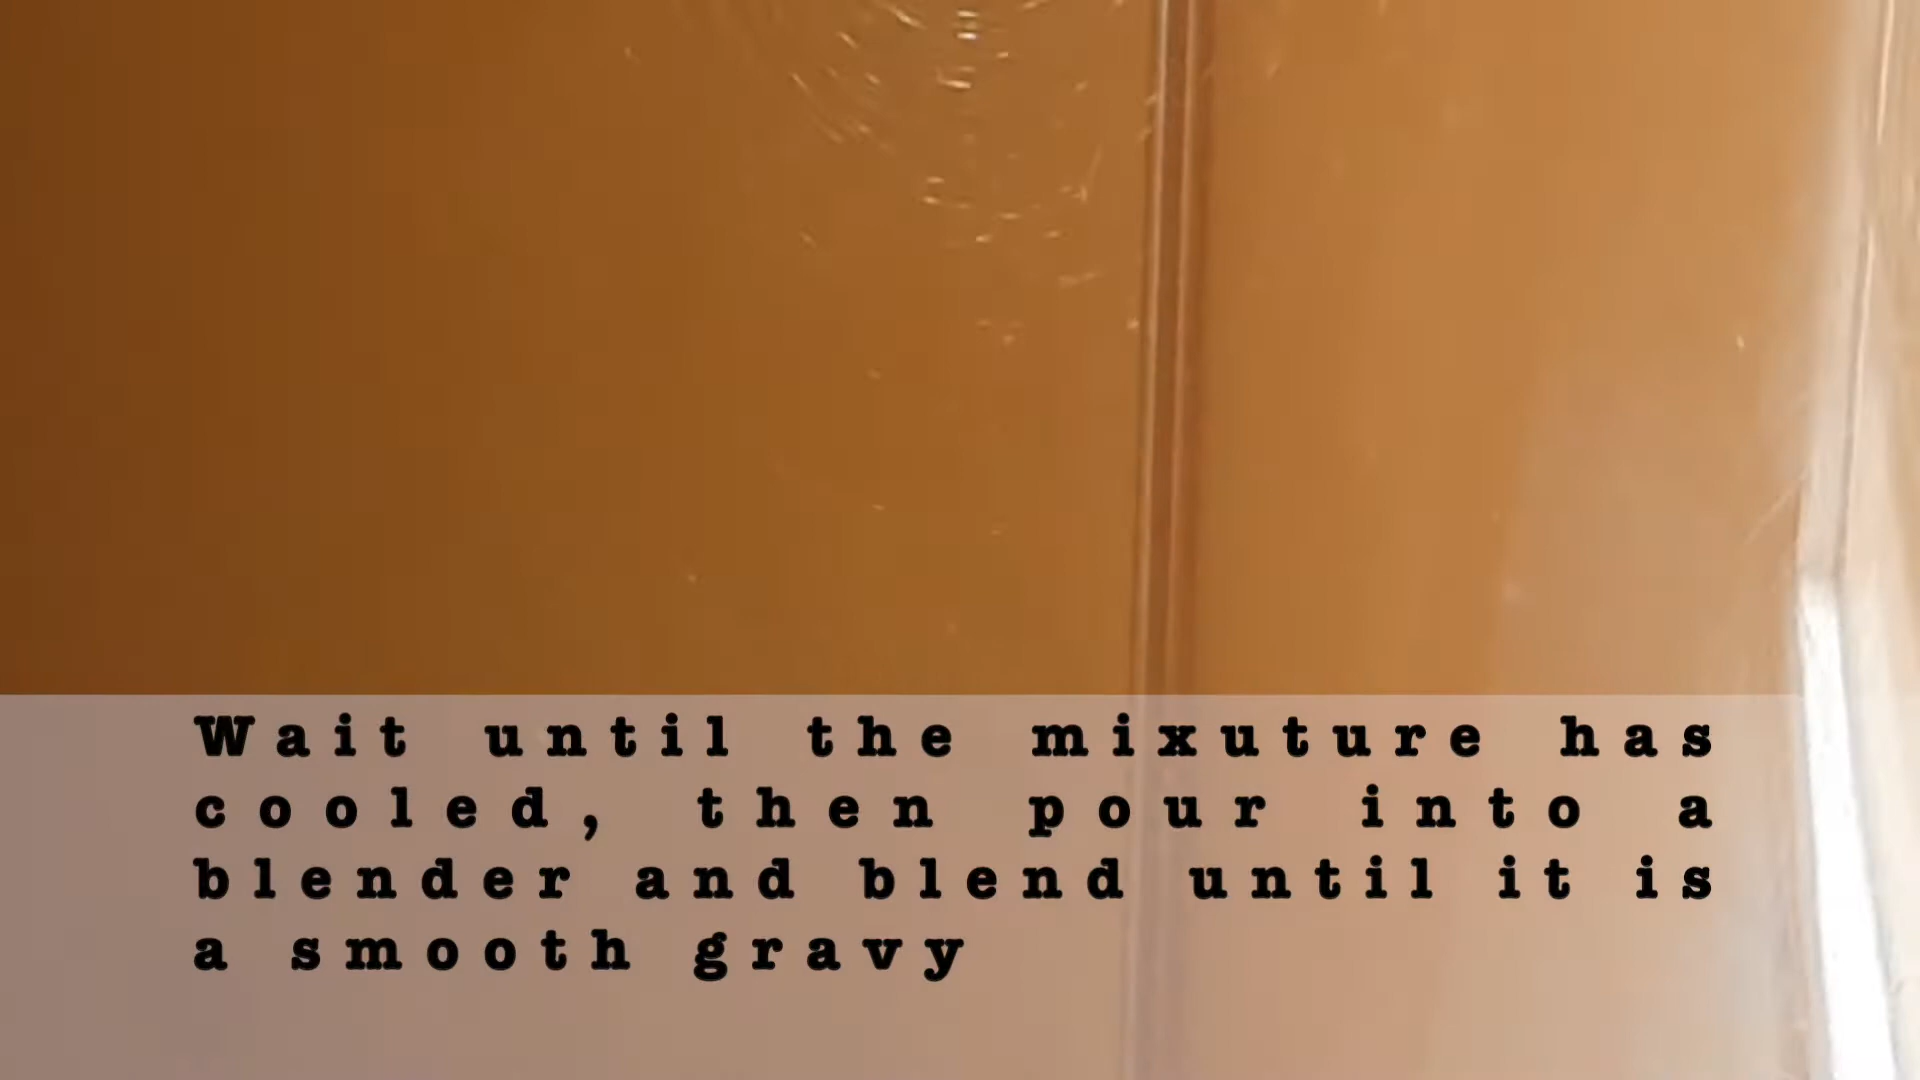 Wait until the mixuture has
cooled, then pour into a
blender and blend until it is
a smooth gravy